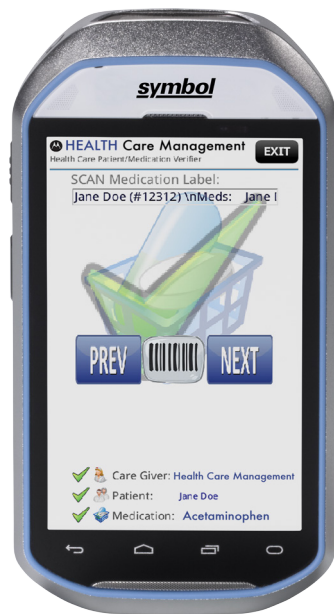 symbol
HEALTH Care Management
EXIT
Health Care Patient/Medication Verifier
SCAN Medication Label:
Jane Doe (#12312) \nMeds: Jane
PREV
NEXT
Care Giver: Health Care Management
Patient: Jane Doe
Medication: Acetaminophen